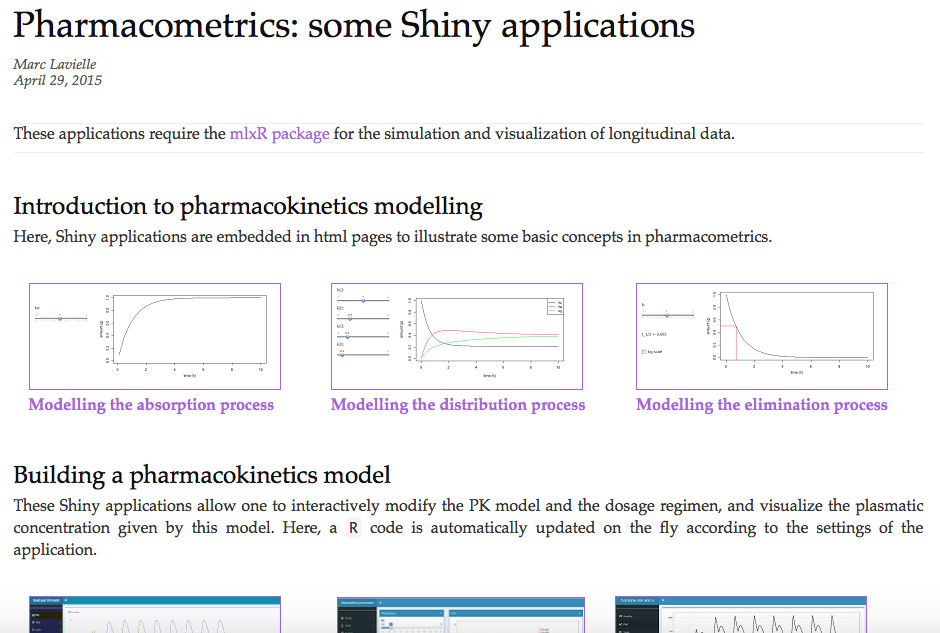 Pharmacometrics: some Shiny applications
Marc Lavielle
April 29, 2015
These applications require the mlxR package for the simulation and visualization of longitudinal data.
Introduction to pharmacokinetics modelling
Here, Shiny applications are embedded in html pages to illustrate some basic concepts in pharmacometrics.
Modelling the absorption process
Modelling the distribution process
Modelling the elimination process
Building a pharmacokinetics model
These Shiny applications allow one to interactively modify the PK model and the dosage regimen, and visualize the plasmatic
concentration given by this model. Here, a R code is automatically updated on the fly according to the settings of the
application.